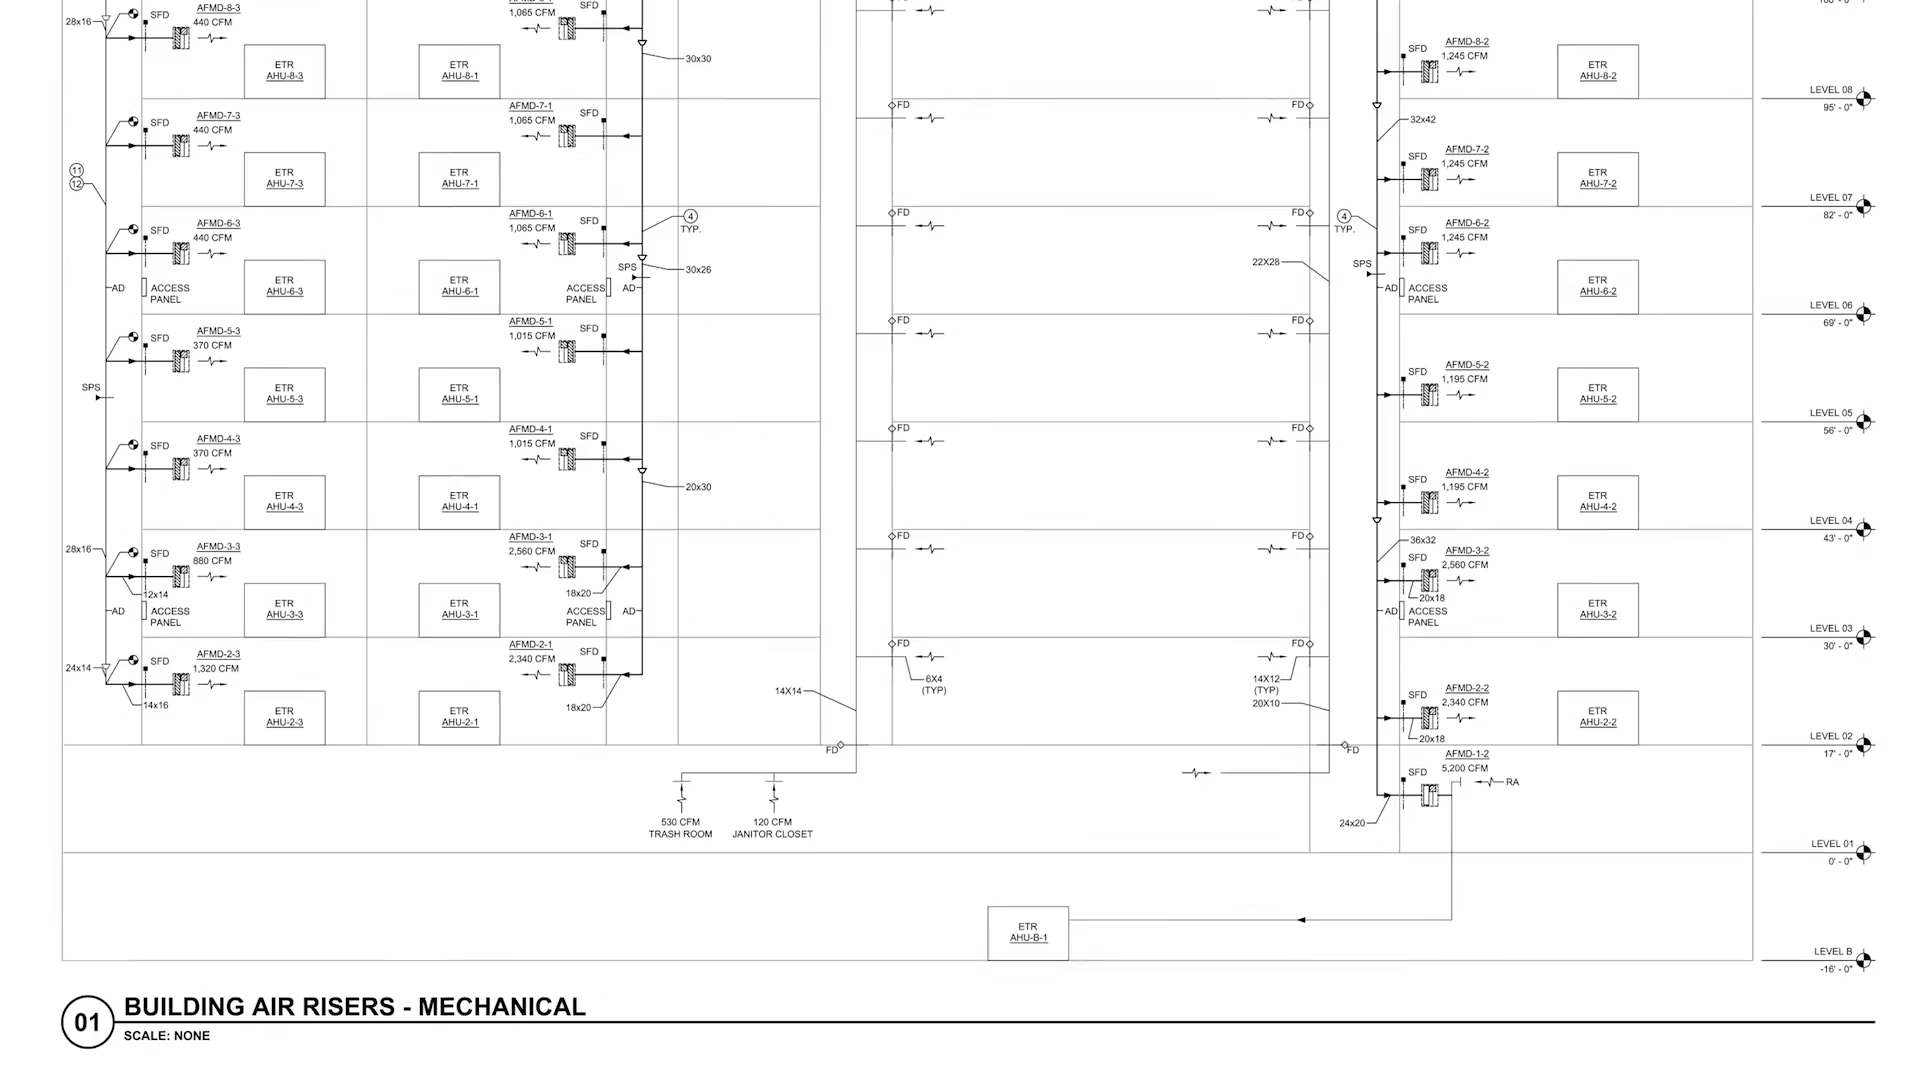 AFMD-8-3
440 CFM
SFD
28x16
ETR
AHU-8-3
ETR
AHU-8-1
1,065 CFM
SFD
30x30
AFMD-8-2
1,245 CFM
SFD
ETR
AHU-8-2
LEVEL 08
95' - 0"
AFMD-7-3
440 CFM
SFD
11
12
ETR
AHU-7-3
ETR
AHU-7-1
AFMD-7-1
1,065 CFM
SFD
FD
FD
32x42
AFMD-7-2
1,245 CFM
SFD
ETR
AHU-7-2
LEVEL 07
82' - 0"
AFMD-6-3
440 CFM
SFD
AD
ACCESS
PANEL
ETR
AHU-6-3
ETR
AHU-6-1
AFMD-6-1
1,065 CFM
SFD
4
TYP.
SPS
30x26
ACCESS
PANEL
AD
FD
FD
22X28
4
TYP.
SPS
AD
ACCESS
PANEL
AFMD-6-2
1,245 CFM
SFD
ETR
AHU-6-2
LEVEL 06
69' - 0"
AFMD-5-3
370 CFM
SFD
SPS
ETR
AHU-5-3
ETR
AHU-5-1
AFMD-5-1
1,015 CFM
SFD
FD
FD
AFMD-5-2
1,195 CFM
SFD
ETR
AHU-5-2
LEVEL 05
56' - 0"
AFMD-4-3
370 CFM
SFD
ETR
AHU-4-3
ETR
AHU-4-1
AFMD-4-1
1,015 CFM
SFD
20x30
FD
FD
AFMD-4-2
1,195 CFM
SFD
ETR
AHU-4-2
LEVEL 04
43' - 0"
28x16
AFMD-3-3
880 CFM
SFD
12x14
AD
ACCESS
PANEL
ETR
AHU-3-3
ETR
AHU-3-1
AFMD-3-1
2,560 CFM
SFD
18x20
ACCESS
PANEL
AD
FD
FD
36x32
AFMD-3-2
2,560 CFM
SFD
20x18
AD
ACCESS
PANEL
ETR
AHU-3-2
LEVEL 03
30' - 0"
24x14
AFMD-2-3
1,320 CFM
SFD
14x16
ETR
AHU-2-3
ETR
AHU-2-1
AFMD-2-1
2,340 CFM
SFD
18x20
14X14
FD
6X4
(TYP)
FD
14X12
(TYP)
20X10
AFMD-2-2
2,340 CFM
SFD
20x18
ETR
AHU-2-2
LEVEL 02
17' - 0"
FD
FD
530 CFM
TRASH ROOM
120 CFM
JANITOR CLOSET
AFMD-1-2
5,200 CFM
SFD
RA
24x20
LEVEL 01
0' - 0"
ETR
AHU-B-1
LEVEL B
-16' - 0"
01
BUILDING AIR RISERS - MECHANICAL
SCALE: NONE